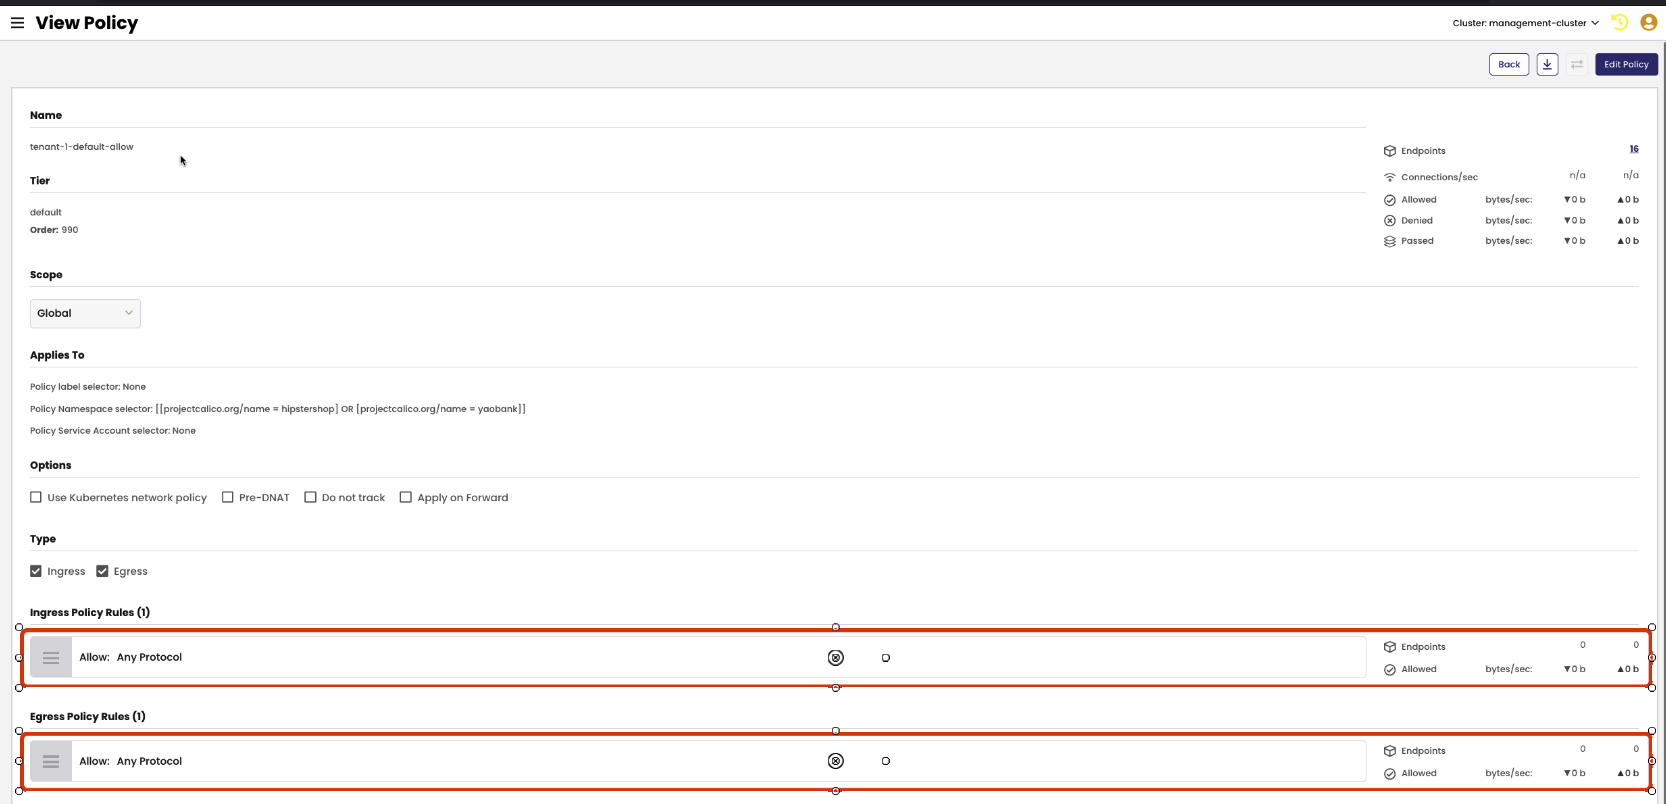 View Policy
Cluster: management-cluster
Back
Edit Policy
Name
tenant-1-default-allow
Endpoints 16
Tier
Connections/sec n/a n/a
default
Allowed bytes/sec: ▼0 b ▲0 b
Order: 990
Denied bytes/sec: ▼0 b ▲0 b
Passed bytes/sec: ▼0 b ▲0 b
Scope
Global
Applies To
Policy label selector: None
Policy Namespace selector: [[projectcalico.org/name = hipstershop] OR [projectcalico.org/name = yaobank]]
Policy Service Account selector: None
Options
Use Kubernetes network policy Pre-DNAT Do not track Apply on Forward
Type
Ingress Egress
Ingress Policy Rules (1)
Allow: Any Protocol
Endpoints 0 0
Allowed bytes/sec: ▼0 b ▲0 b
Egress Policy Rules (1)
Allow: Any Protocol
Endpoints 0 0
Allowed bytes/sec: ▼0 b ▲0 b